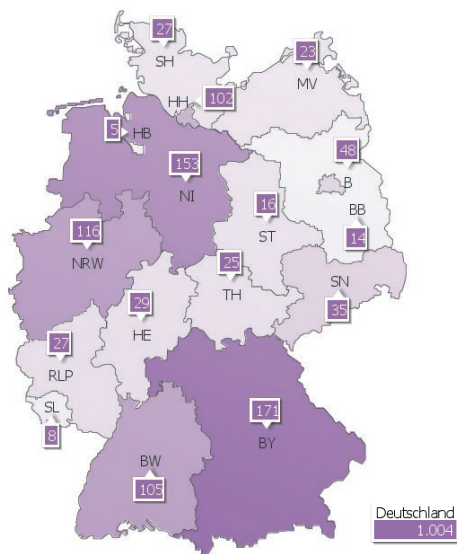 27
SH
23
MV
HH
102
5
HB
48
B
153
NI
16
ST
BB
14
116
NRW
25
TH
SN
35
29
HE
27
RLP
SL
8
171
BY
BW
105
Deutschland
1.004